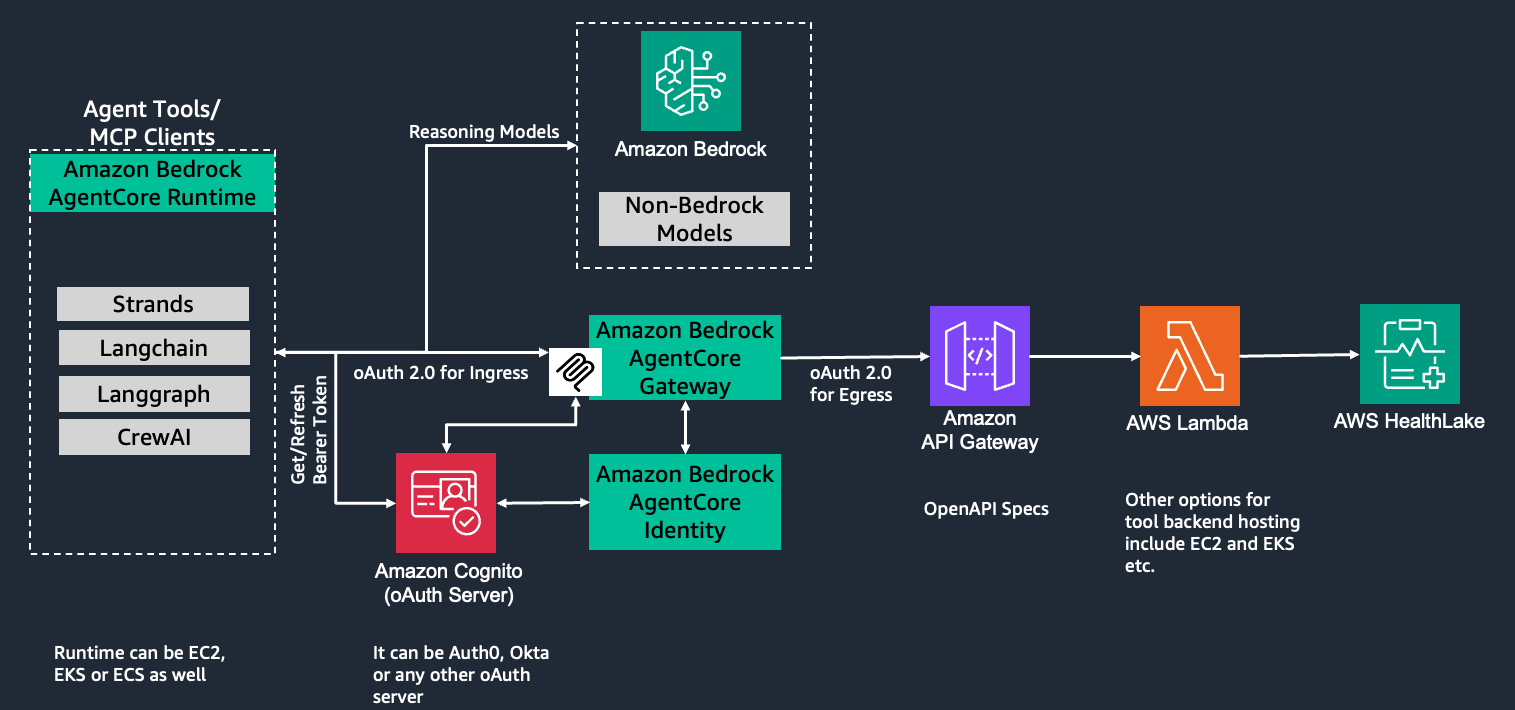 Agent Tools/
MCP Clients
Amazon Bedrock
AgentCore Runtime
Strands
Langchain
Langgraph
CrewAI
Runtime can be EC2,
EKS or ECS as well
Reasoning Models
Amazon Bedrock
Non-Bedrock
Models
oAuth 2.0 for Ingress
Get/Refresh
Bearer Token
Amazon Bedrock
AgentCore
Gateway
Amazon Cognito
(oAuth Server)
It can be Auth0, Okta
or any other oAuth
server
Amazon Bedrock
AgentCore
Identity
oAuth 2.0
for Egress
Amazon
API Gateway
OpenAPI Specs
AWS Lambda
Other options for
tool backend hosting
include EC2 and EKS
etc.
AWS HealthLake